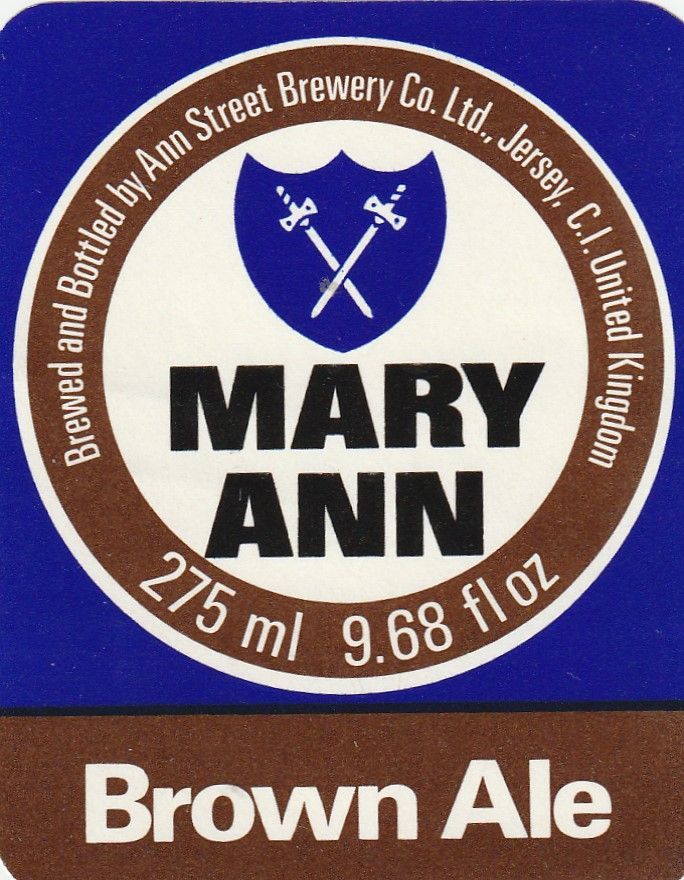 Brewed and Bottled by Ann Street Brewery Co. Ltd., Jersey, C.I. United Kingdom
MARY
ANN
275 ml 9.68 fl oz
Brown Ale